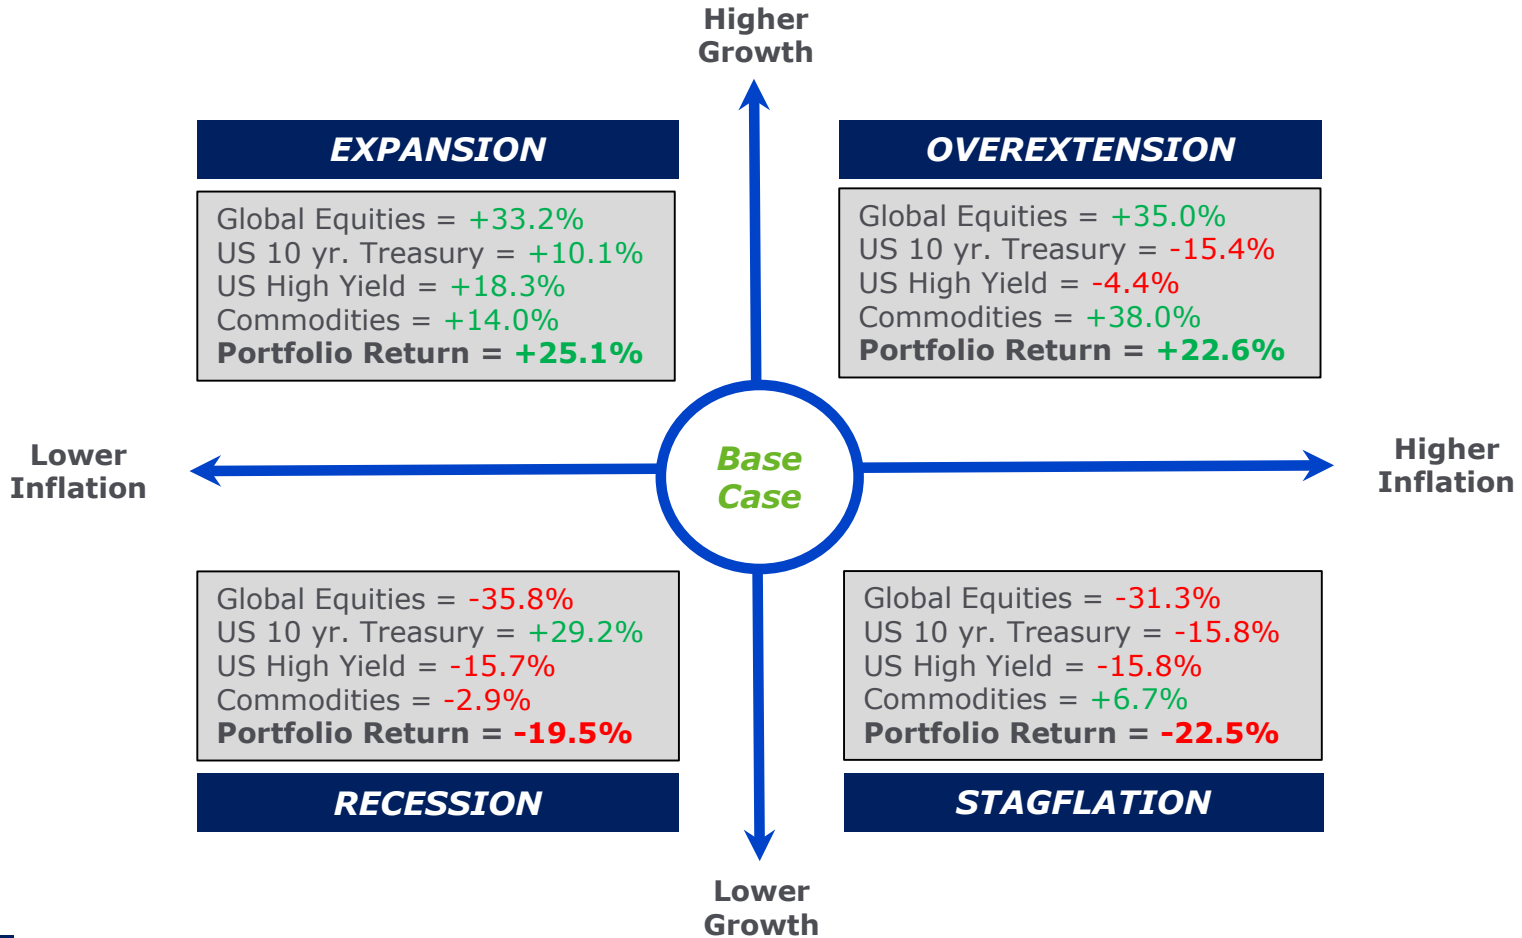 Higher
Growth
EXPANSION
Global Equities = +33.2%
US 10 yr. Treasury = +10.1%
US High Yield = +18.3%
Commodities = +14.0%
Portfolio Return = +25.1%
OVEREXTENSION
Global Equities = +35.0%
US 10 yr. Treasury = -15.4%
US High Yield = -4.4%
Commodities = +38.0%
Portfolio Return = +22.6%
Lower
Inflation
Base
Case
Higher
Inflation
Global Equities = -35.8%
US 10 yr. Treasury = +29.2%
US High Yield = -15.7%
Commodities = -2.9%
Portfolio Return = -19.5%
RECESSION
Global Equities = -31.3%
US 10 yr. Treasury = -15.8%
US High Yield = -15.8%
Commodities = +6.7%
Portfolio Return = -22.5%
STAGFLATION
Lower
Growth